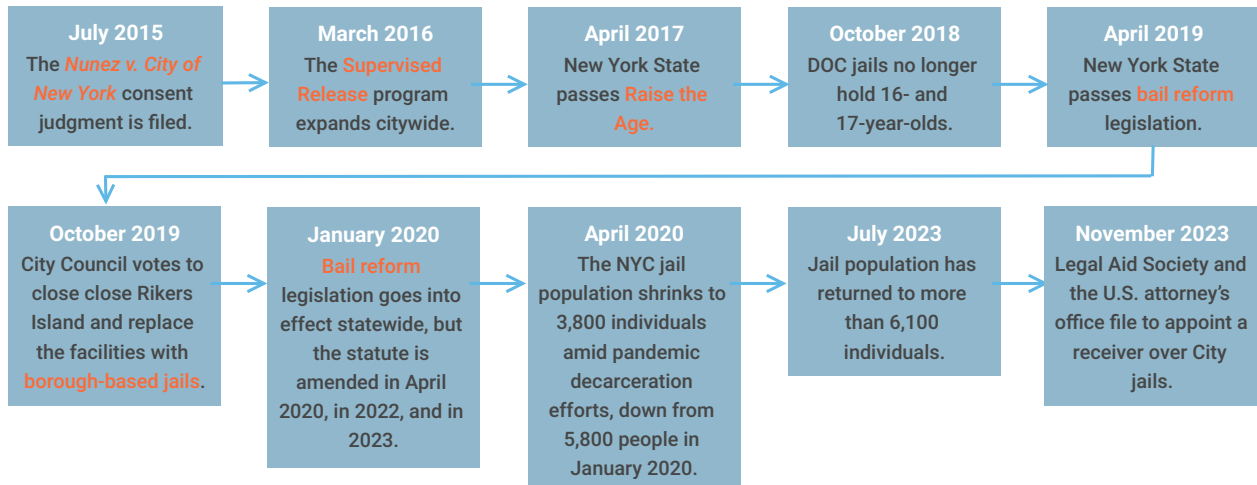 July 2015
The Nunez v. City of
New York consent
judgment is filed.
March 2016
The Supervised
Release program
expands citywide.
April 2017
New York State
passes Raise the
Age.
October 2018
DOC jails no longer
hold 16- and
17-year-olds.
April 2019
New York State
passes bail reform
legislation.
October 2019
City Council votes to
close close Rikers
Island and replace
the facilities with
borough-based jails.
January 2020
Bail reform
legislation goes into
effect statewide, but
the statute is
amended in April
2020, in 2022, and in
2023.
April 2020
The NYC jail
population shrinks to
3,800 individuals
amid pandemic
decarceration
efforts, down from
5,800 people in
January 2020.
July 2023
Jail population has
returned to more
than 6,100
individuals.
November 2023
Legal Aid Society and
the U.S. attorney's
office file to appoint a
receiver over City
jails.